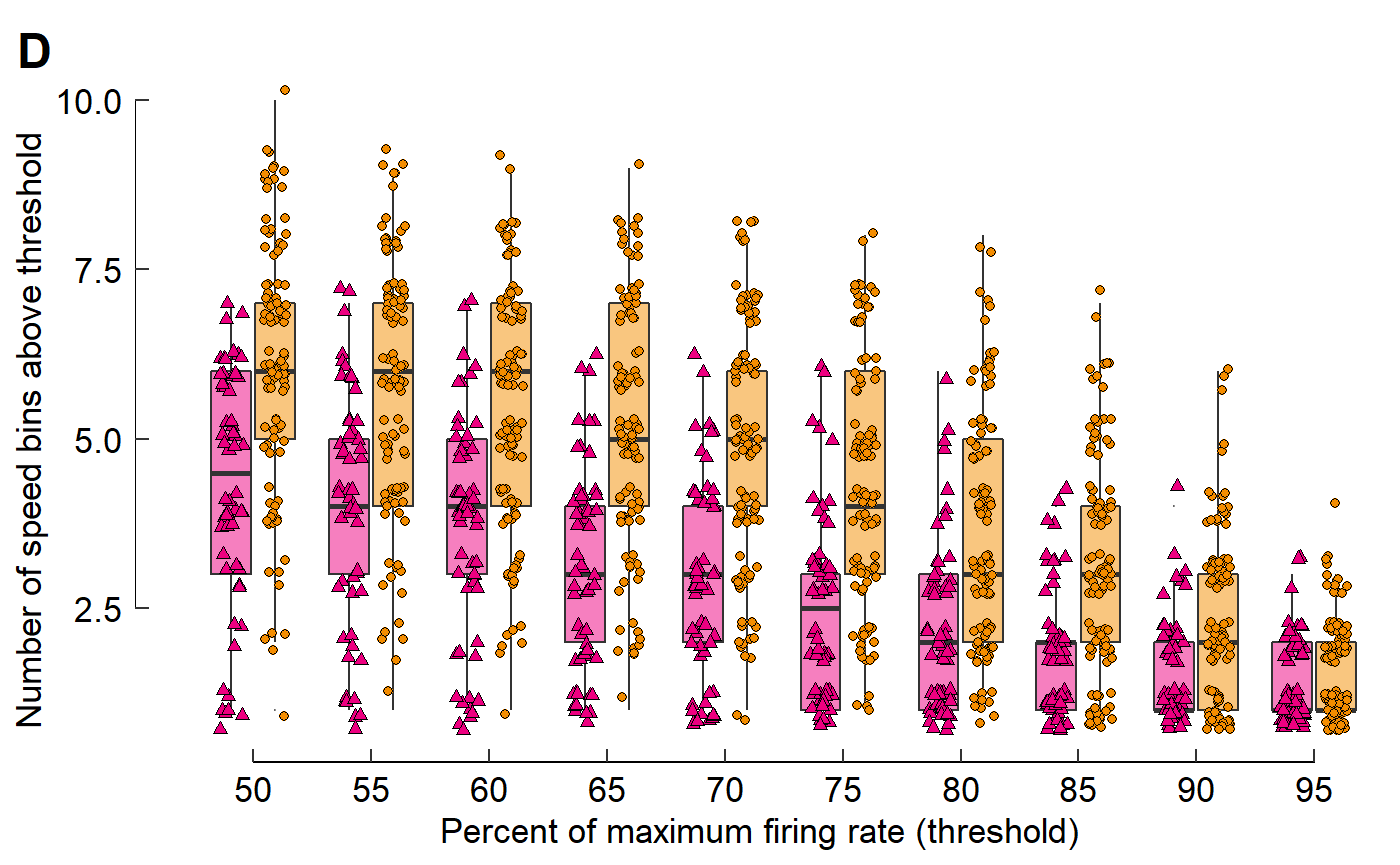 D
Number of speed bins above threshold
10.0
7.5
5.0
2.5
50 55 60 65 70 75 80 85 90 95
Percent of maximum firing rate (threshold)